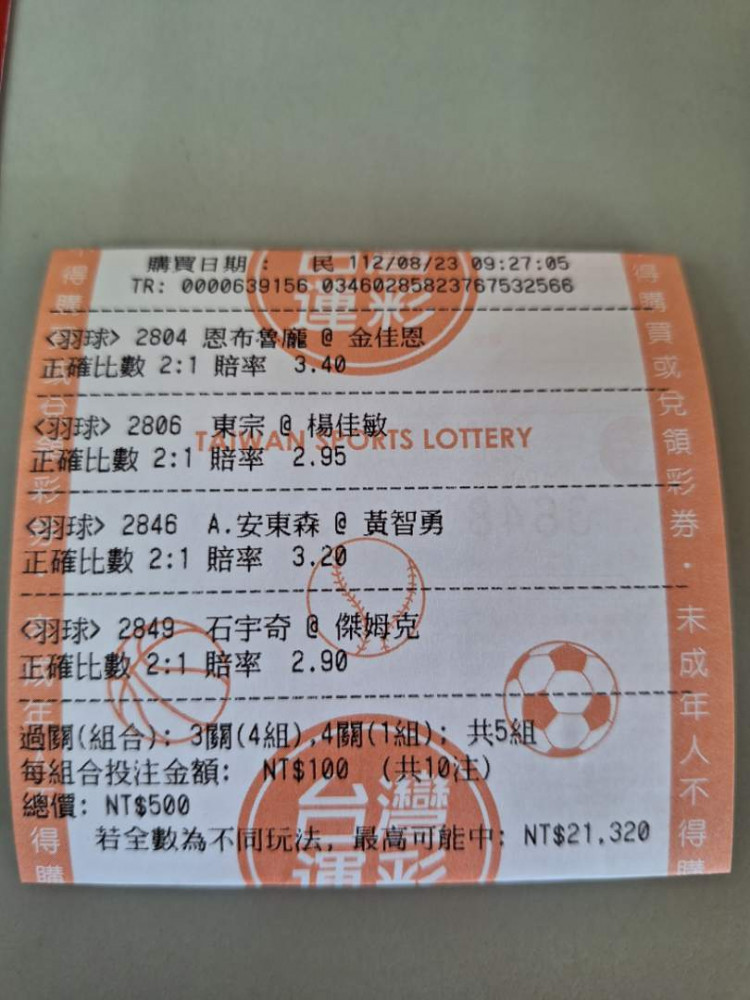 購買日期： 民 112/08/23 09:27:05
TR: 0000639156 03460285823767532566
<羽球> 2804 恩布魯龐 @ 金佳恩
正確比數 2:1 賠率 3.40
<羽球> 2806 東宗 @ 楊佳敏
正確比數 2:1 賠率 2.95
TAIWAN SPORTS LOTTERY
<羽球> 2846 A.安東森 @ 黃智勇
正確比數 2:1 賠率 3.20
<羽球> 2849 石宇奇 @ 傑姆克
正確比數 2:1 賠率 2.90
過關(組合): 3關(4組),4關(1組); 共5組
每組合投注金額: NT$100 (共10注)
總價: NT$500
若全數為不同玩法, 最高可能中: NT$21,320
台灣
運彩
得購買或兌領彩券・未成年人不得購